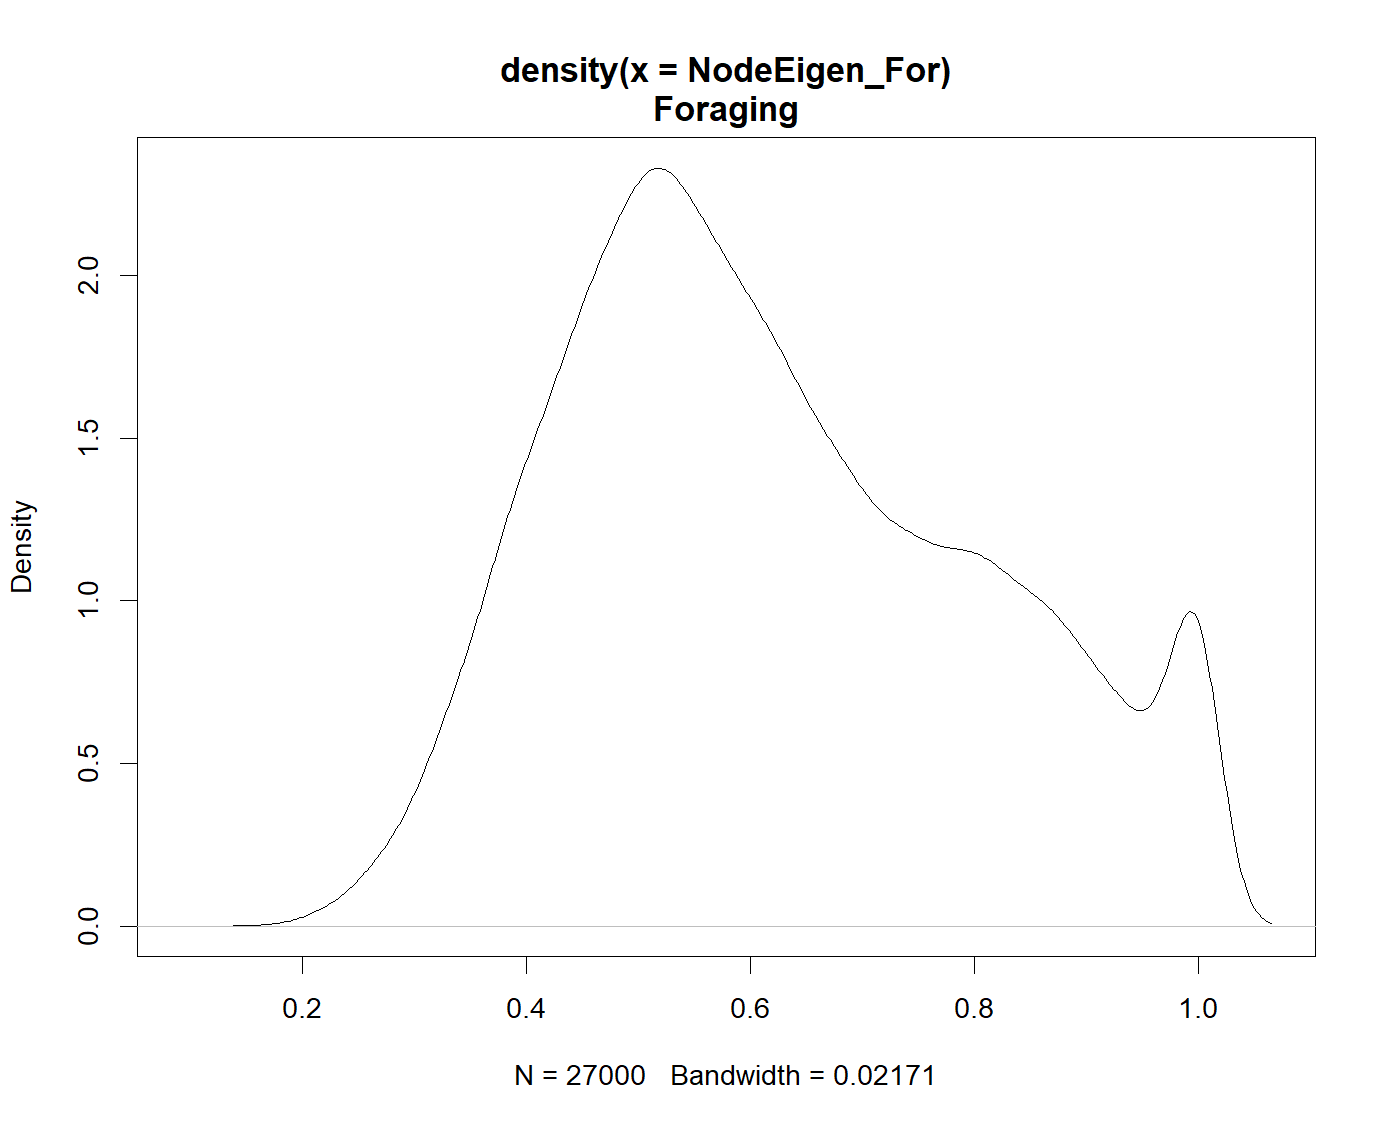 density(x = NodeEigen_For)
Foraging
Density
2.0
1.5
1.0
0.5
0.0
0.2 0.4 0.6 0.8 1.0
N = 27000 Bandwidth = 0.02171